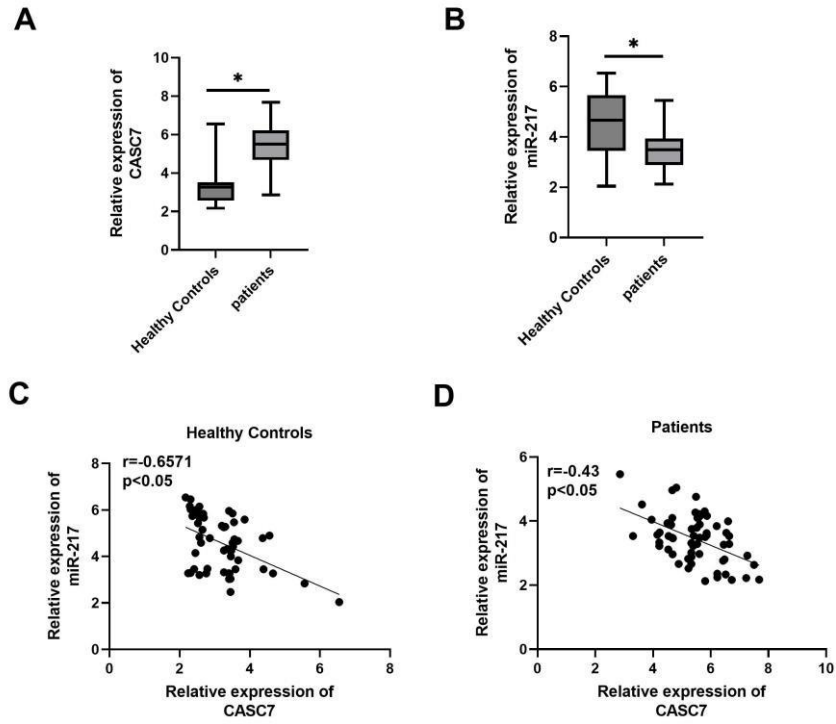 A
Relative expression of
CASC7
10
8
6
4
2
0
*
Healthy Controls
patients
B
Relative expression of
miR-217
8
6
4
2
0
*
Healthy Controls
patients
C
Healthy Controls
r=-0.6571
p<0.05
Relative expression of
miR-217
8
6
4
2
0
0 2 4 6 8
Relative expression of
CASC7
D
Patients
r=-0.43
p<0.05
Relative expression of
miR-217
6
4
2
0
0 2 4 6 8 10
Relative expression of
CASC7